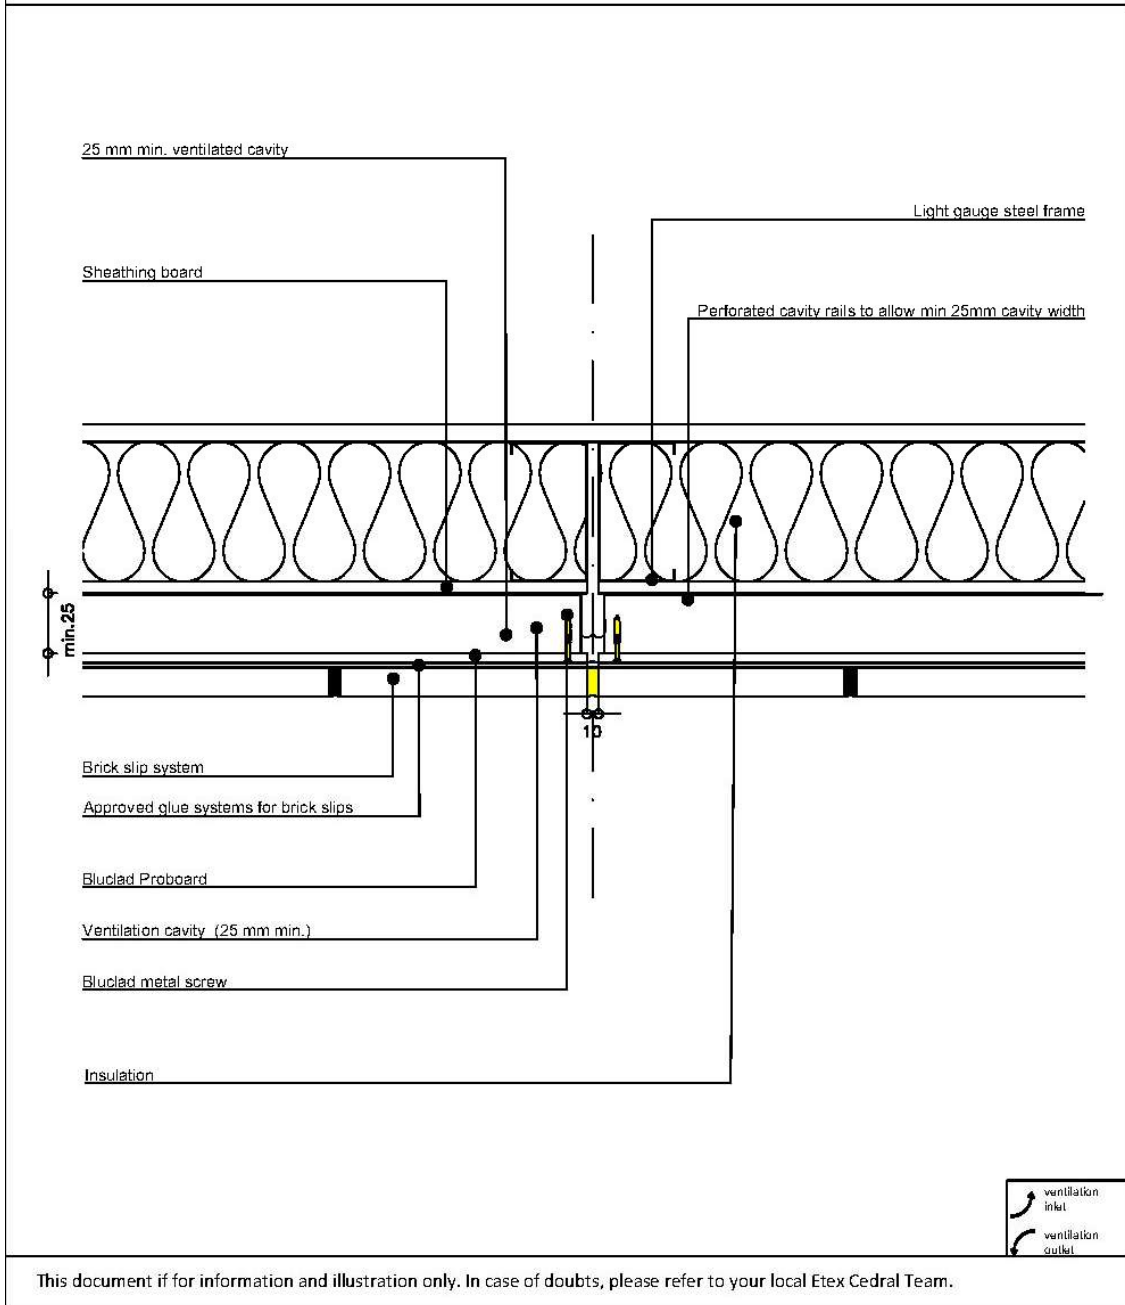 25 mm min. ventilated cavity
Light gauge steel frame
Sheathing board
Perforated cavity rails to allow min 25mm cavity width
min.25
10
Brick slip system
Approved glue systems for brick slips
Bluclad Proboard
Ventilation cavity (25 mm min.)
Bluclad metal screw
Insulation
ventilation
inlet
ventilation
outlet
This document if for information and illustration only. In case of doubts, please refer to your local Etex Cedral Team.